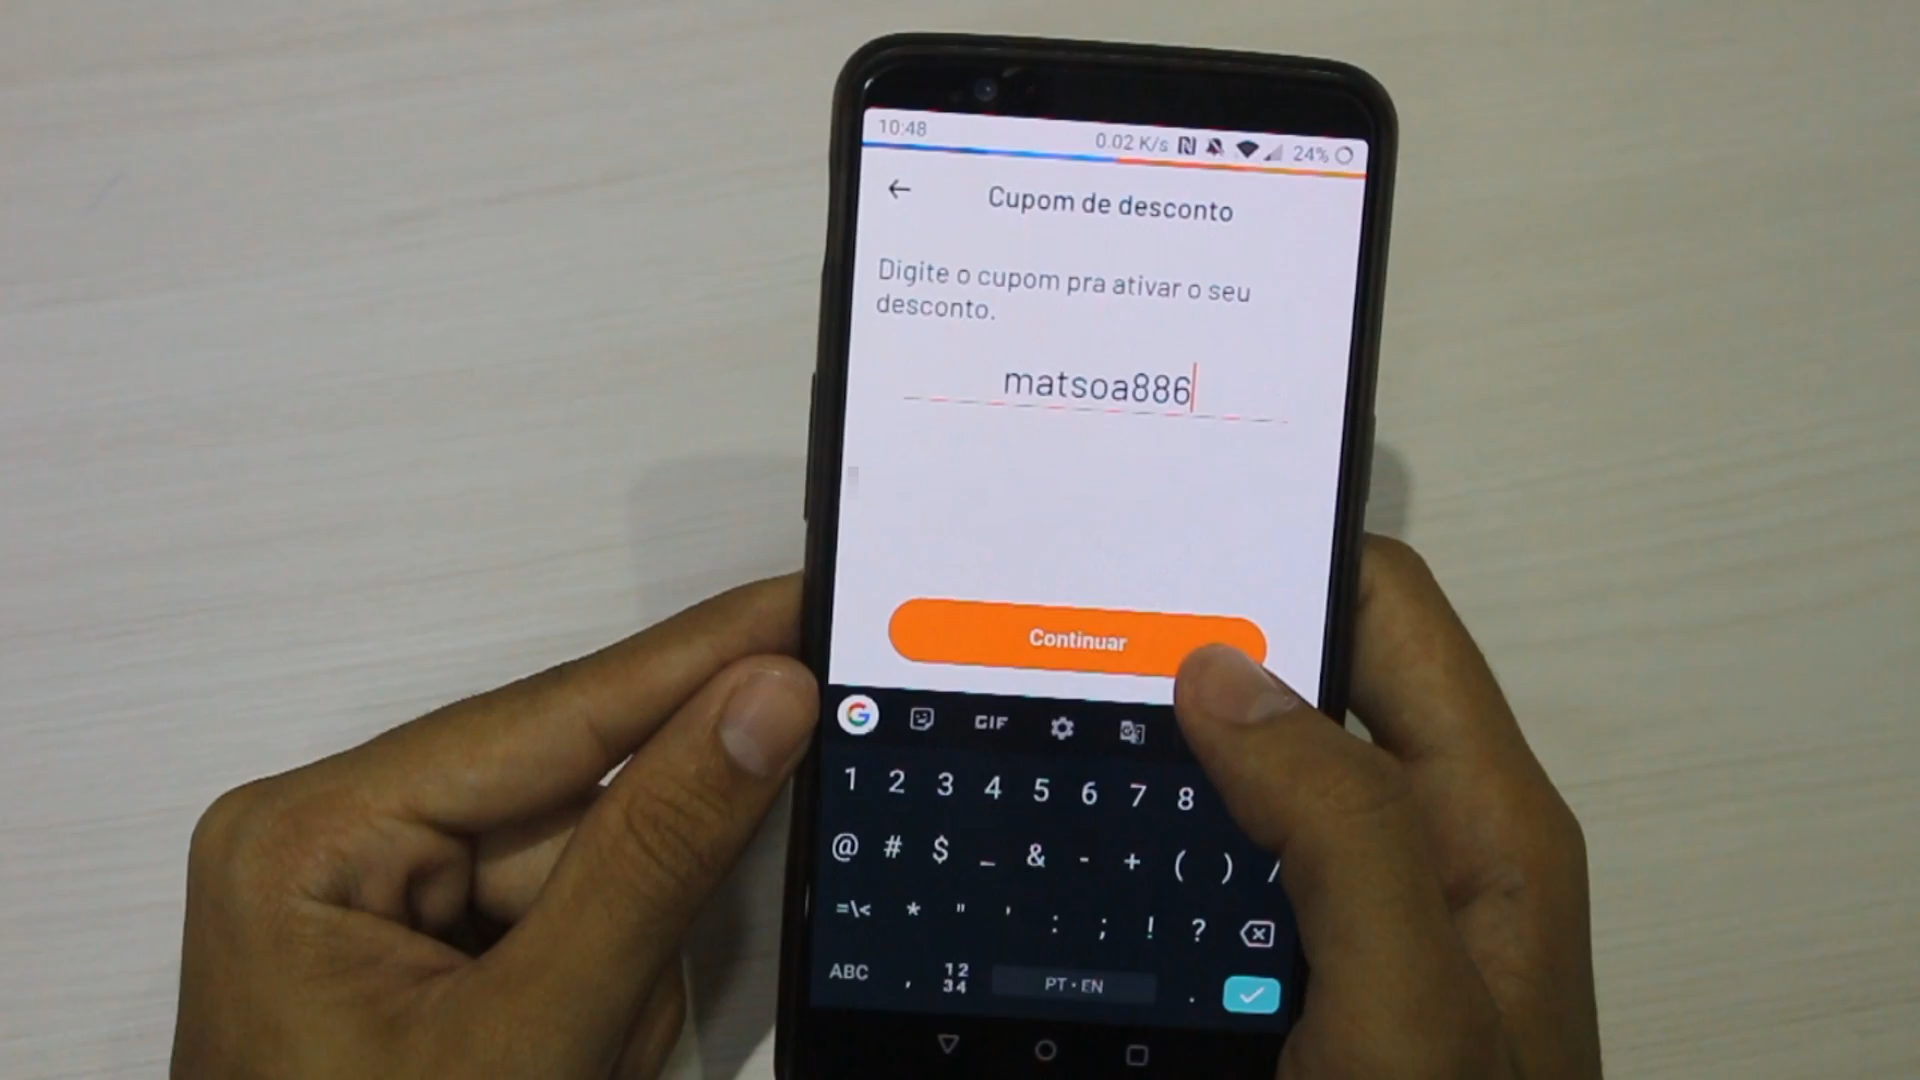 10:48 0.02 K/s 24%
Cupom de desconto
Digite o cupom pra ativar o seu
desconto.
matsoa886
Continuar
G GIF
1 2 3 4 5 6 7 8
@ # $ _ & - + ( ) /
=\< * " ' : ; ! ?
ABC , 12 34 PT • EN .